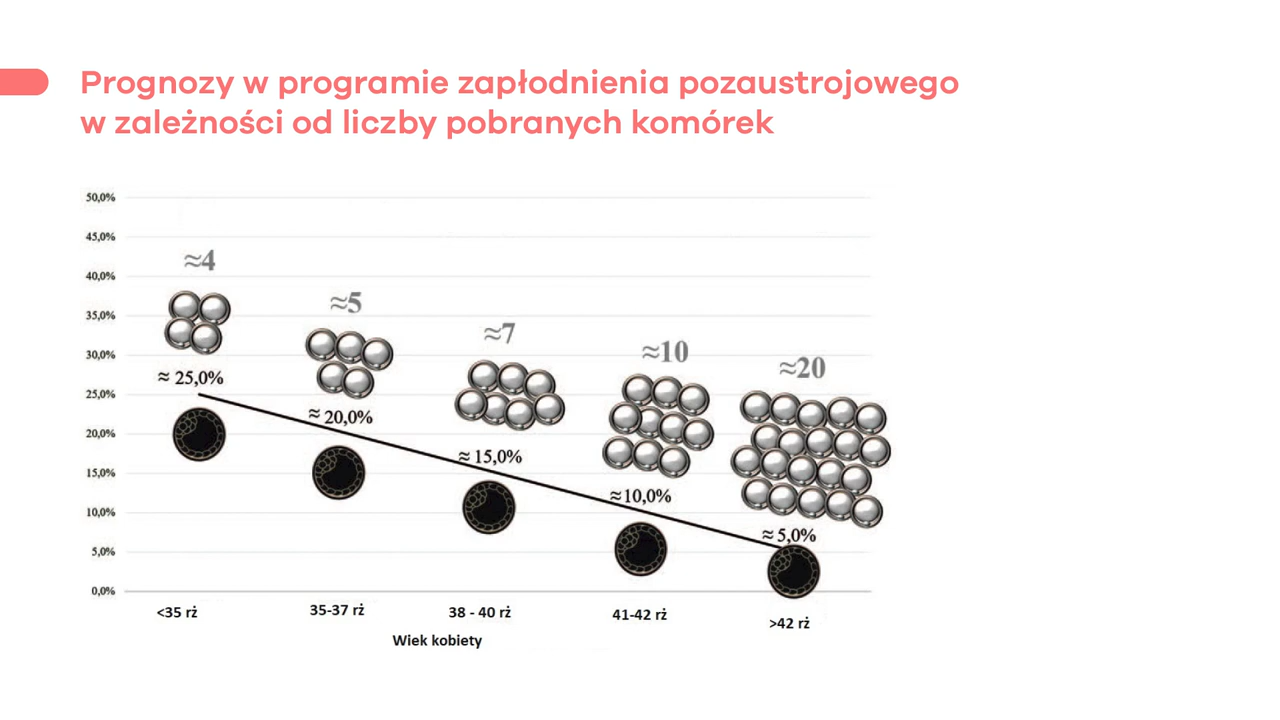 Prognozy w programie zapłodnienia pozaustrojowego
w zależności od liczby pobranych komórek
50,0%
45,0%
≈4
40,0%
≈5
35,0%
≈7
30,0%
≈10
≈20
≈ 25,0%
25,0%
≈ 20,0%
20,0%
≈ 15,0%
15,0%
≈10,0%
10,0%
≈ 5,0%
5,0%
0,0%
<35 rż
35-37 rż
38 - 40 rż
41-42 rż
>42 rż
Wiek kobiety